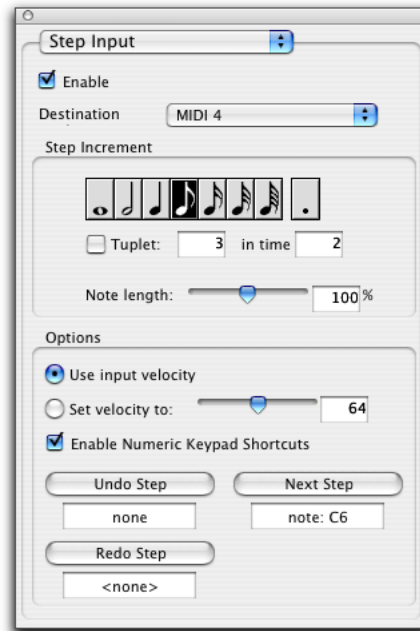 Step Input
Enable
Destination MIDI 4
Step Increment
Tuplet: 3 in time 2
Note length: 100 %
Options
Use input velocity
Set velocity to: 64
Enable Numeric Keypad Shortcuts
Undo Step Next Step
none note: C6
Redo Step
<none>